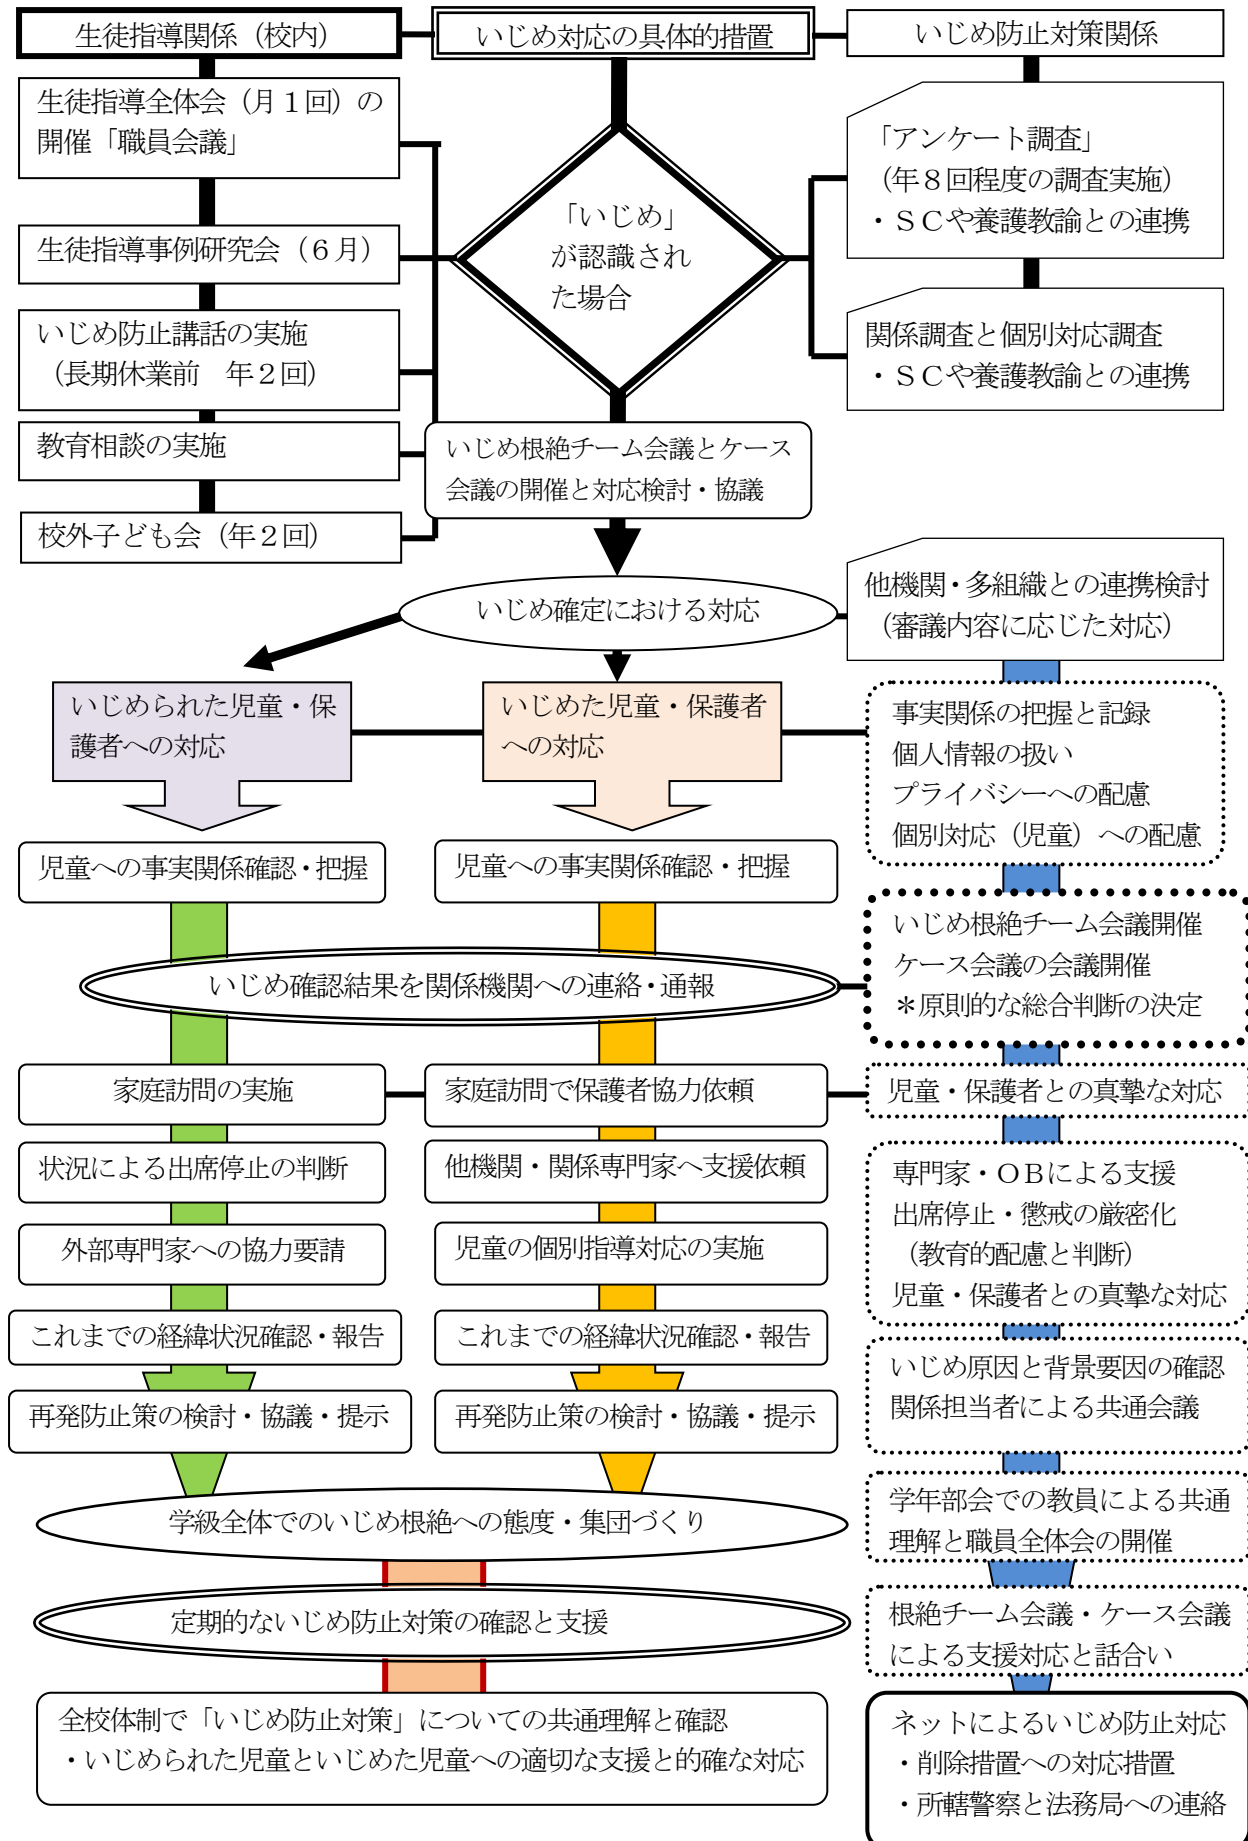 生徒指導関係（校内）
いじめ対応の具体的措置
いじめ防止対策関係
生徒指導全体会（月１回）の
開催「職員会議」
生徒指導事例研究会（６月）
いじめ防止講話の実施
（長期休業前　年２回）
教育相談の実施
校外子ども会（年２回）
「いじめ」
が認識され
た場合
「アンケート調査」
（年８回程度の調査実施）
・ＳＣや養護教諭との連携
関係調査と個別対応調査
・ＳＣや養護教諭との連携
いじめ根絶チーム会議とケース
会議の開催と対応検討・協議
いじめ確定における対応
他機関・多組織との連携検討
（審議内容に応じた対応）
いじめられた児童・保
護者への対応
いじめた児童・保護者
への対応
事実関係の把握と記録
個人情報の扱い
プライバシーへの配慮
個別対応（児童）への配慮
児童への事実関係確認・把握
児童への事実関係確認・把握
いじめ確認結果を関係機関への連絡・通報
いじめ根絶チーム会議開催
ケース会議の会議開催
＊原則的な総合判断の決定
家庭訪問の実施
家庭訪問で保護者協力依頼
児童・保護者との真摯な対応
状況による出席停止の判断
他機関・関係専門家へ支援依頼
外部専門家への協力要請
児童の個別指導対応の実施
専門家・ＯＢによる支援
出席停止・懲戒の厳密化
（教育的配慮と判断）
児童・保護者との真摯な対応
これまでの経緯状況確認・報告
これまでの経緯状況確認・報告
再発防止策の検討・協議・提示
再発防止策の検討・協議・提示
いじめ原因と背景要因の確認
関係担当者による共通会議
学級全体でのいじめ根絶への態度・集団づくり
学年部会での教員による共通
理解と職員全体会の開催
定期的ないじめ防止対策の確認と支援
根絶チーム会議・ケース会議
による支援対応と話合い
全校体制で「いじめ防止対策」についての共通理解と確認
・いじめられた児童といじめた児童への適切な支援と的確な対応
ネットによるいじめ防止対応
・削除措置への対応措置
・所轄警察と法務局への連絡